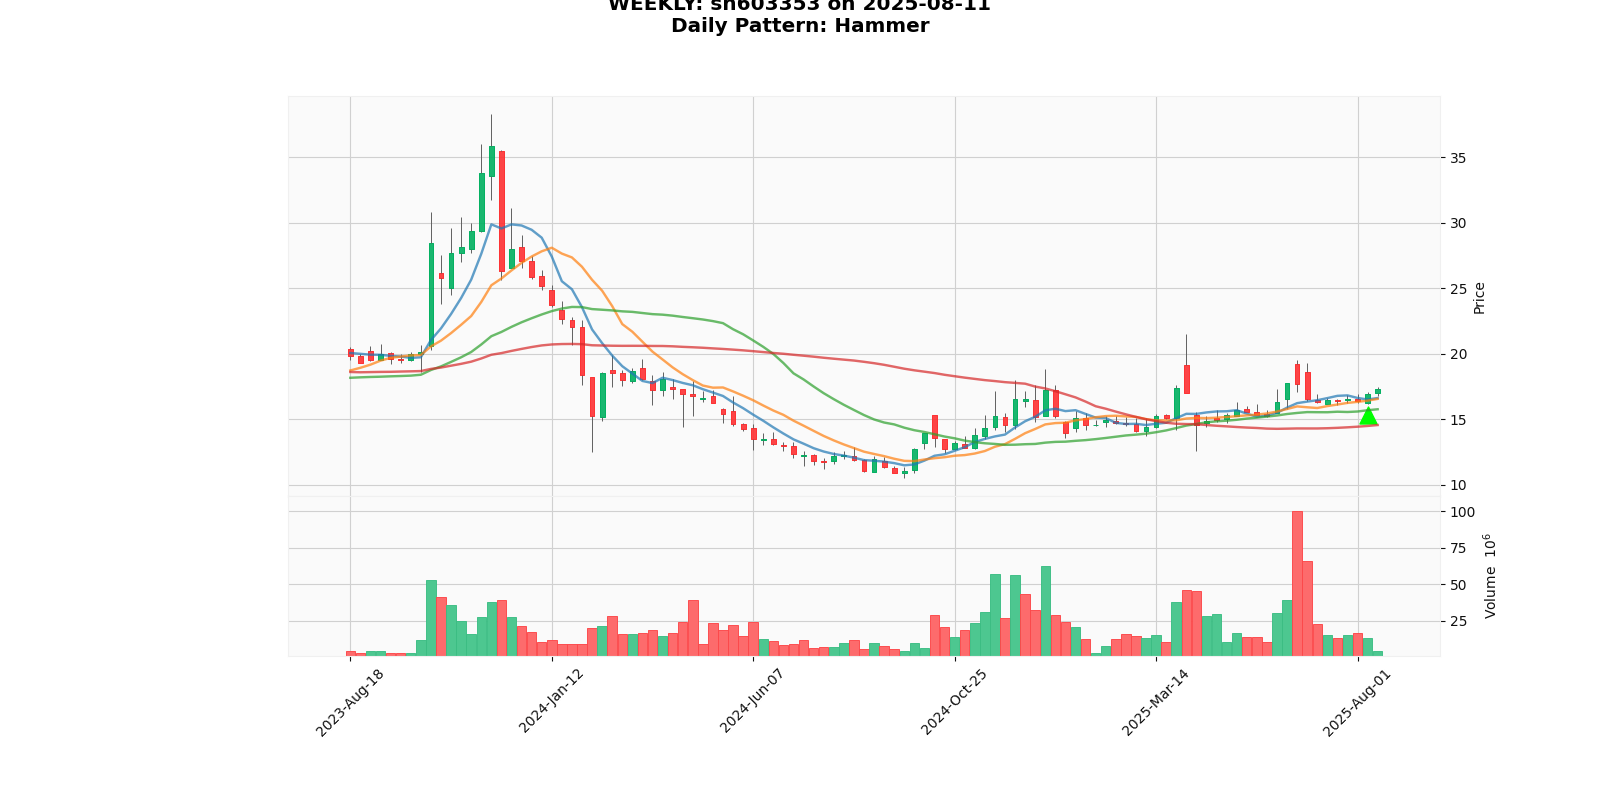 WEEKLY: sh603353 on 2025-08-11
Daily Pattern: Hammer
35
30
25
20
15
10
Price
100
75
50
25
Volume 10^6
2023-Aug-18
2024-Jan-12
2024-Jun-07
2024-Oct-25
2025-Mar-14
2025-Aug-01